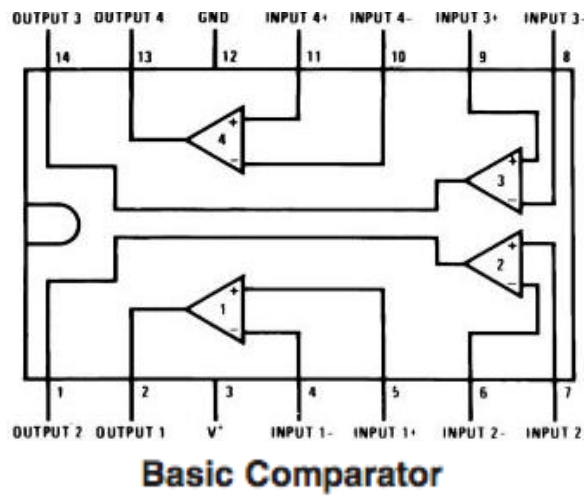 OUTPUT 3 OUTPUT 4 GND INPUT 4+ INPUT 4- INPUT 3+ INPUT 3-
14 13 12 11 10 9 8
+
4
-
+
3
-
+
2
-
+
1
-
1 2 3 4 5 6 7
OUTPUT 2 OUTPUT 1 V+ INPUT 1- INPUT 1+ INPUT 2- INPUT 2
Basic Comparator